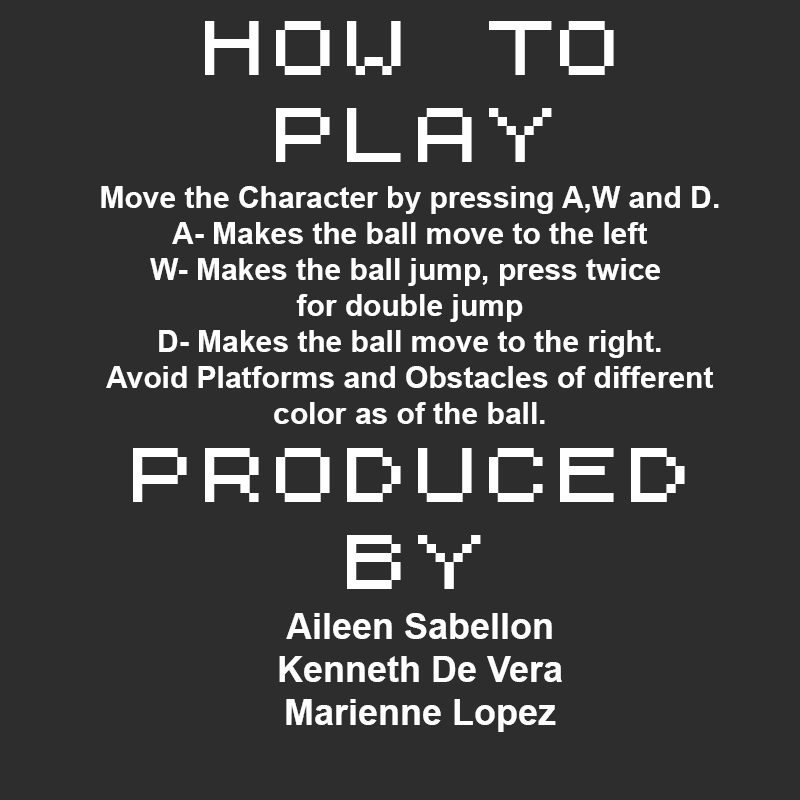 HOW TO
PLAY
Move the Character by pressing A,W and D.
A- Makes the ball move to the left
W- Makes the ball jump, press twice
for double jump
D- Makes the ball move to the right.
Avoid Platforms and Obstacles of different
color as of the ball.
PRODUCED
BY
Aileen Sabellon
Kenneth De Vera
Marienne Lopez